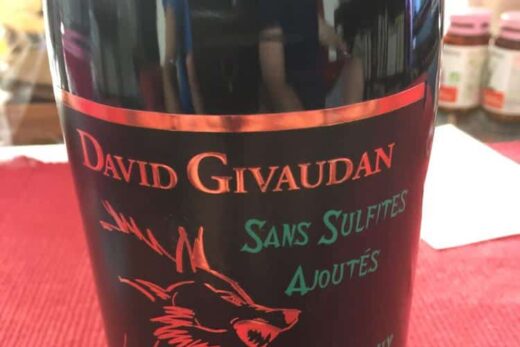 DAVID GIVAUDAN
SANS SULFITES
AJOUTÉS